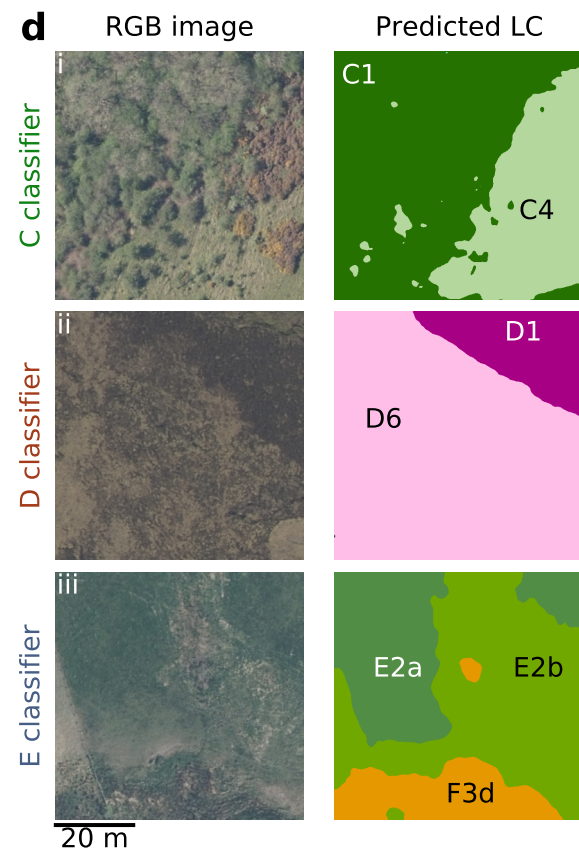 d
RGB image
Predicted LC
C classifier
i
C1
C4
D classifier
ii
D1
D6
E classifier
iii
E2a
E2b
F3d
20 m